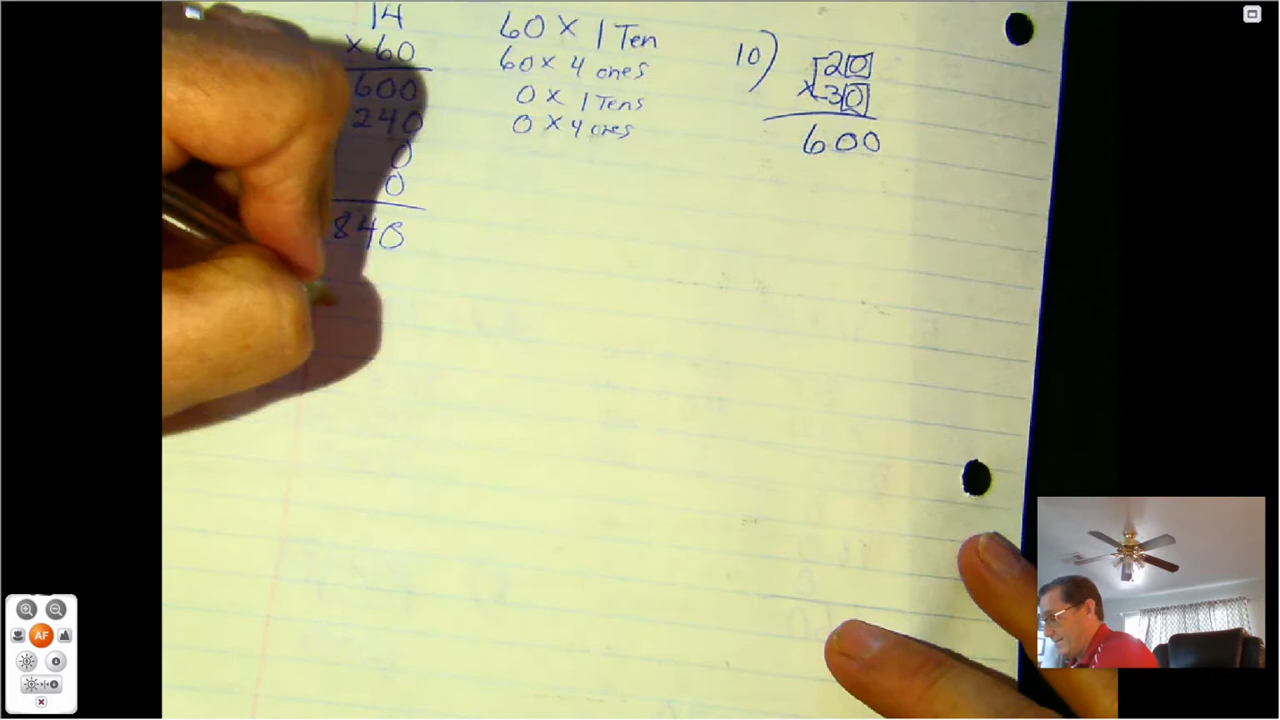 14
× 60
600
240
0
0
840
60 × 1 Ten
60 × 4 ones
0 × 1 Tens
0 × 4 ones
10) 20
× 30
600
AF